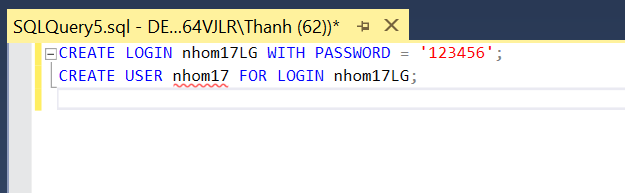 SQLQuery5.sql - DE...64VJLR\Thanh (62))*
CREATE LOGIN nhom17LG WITH PASSWORD = '123456';
CREATE USER nhom17 FOR LOGIN nhom17LG;